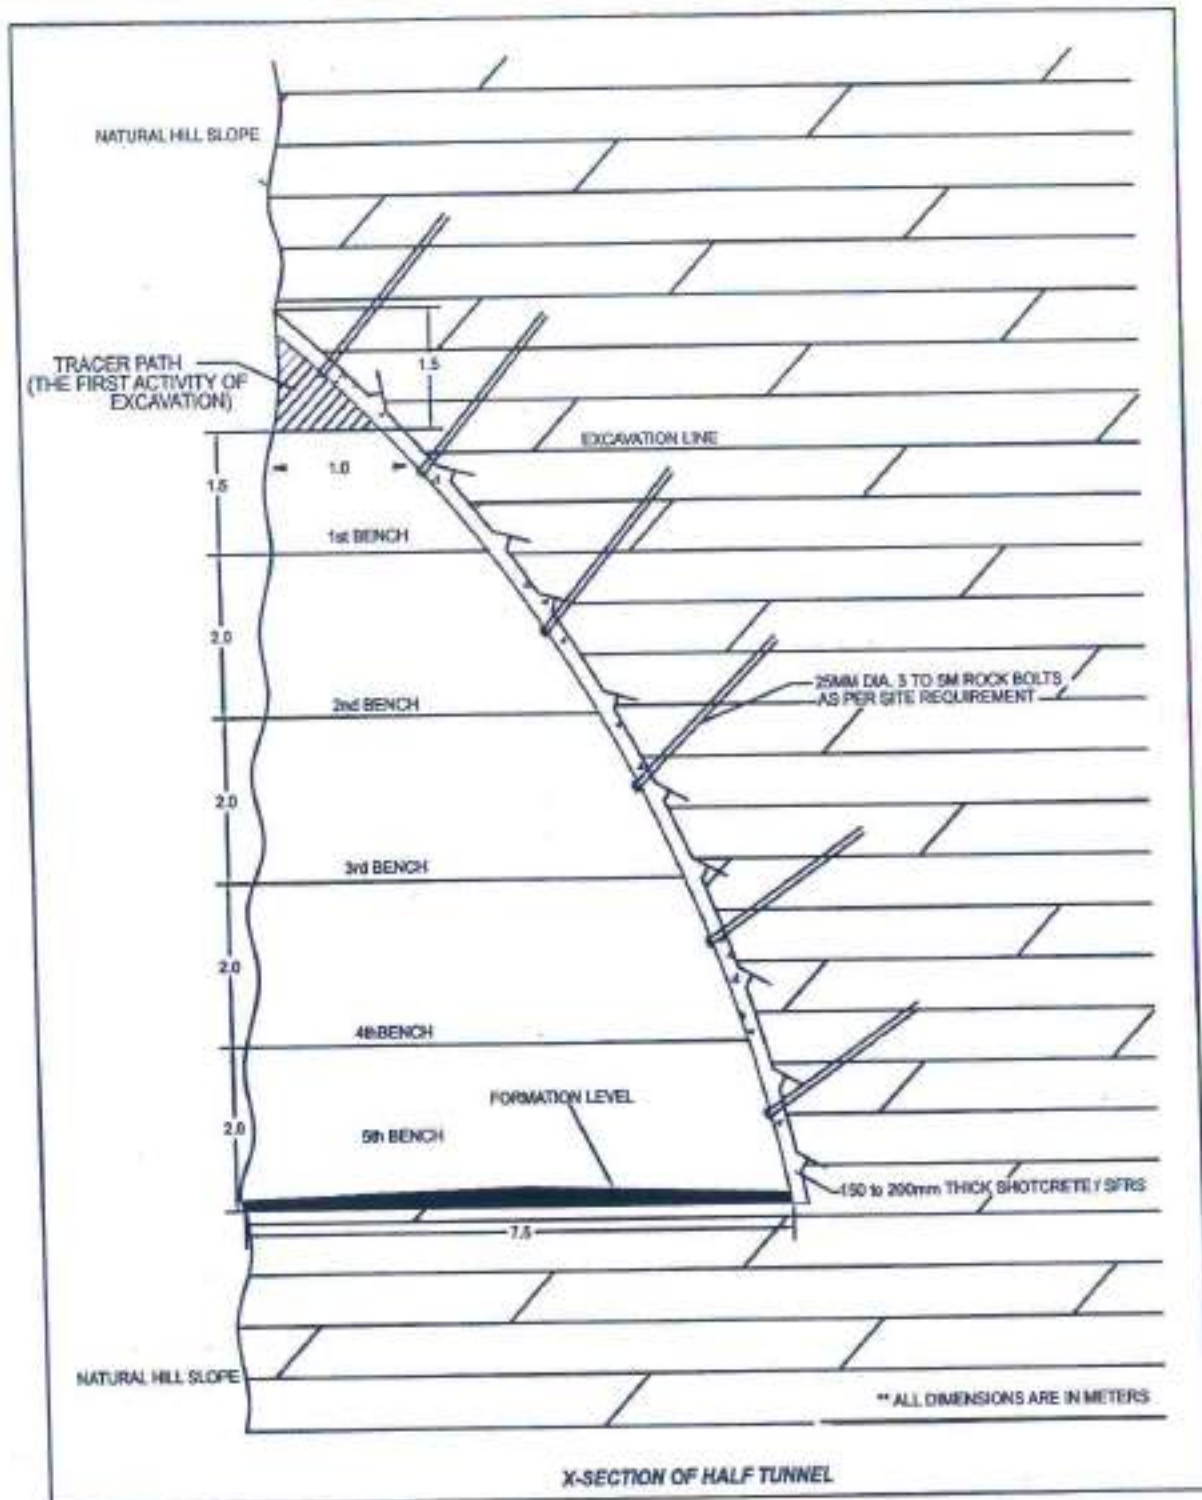 NATURAL HILL SLOPE
TRACER PATH
(THE FIRST ACTIVITY OF
EXCAVATION)
1.5
EXCAVATION LINE
1.0
1.5
1st BENCH
2.0
25MM DIA. 3 TO 5M ROCK BOLTS
AS PER SITE REQUIREMENT
2nd BENCH
2.0
3rd BENCH
2.0
4thBENCH
FORMATION LEVEL
2.0
5th BENCH
150 to 200mm THICK SHOTCRETE / SFRS
7.5
NATURAL HILL SLOPE
** ALL DIMENSIONS ARE IN METERS
X-SECTION OF HALF TUNNEL